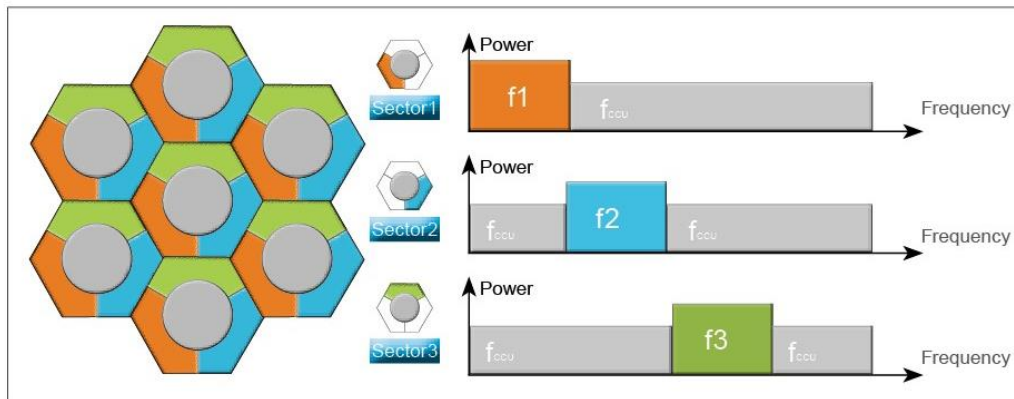 Power
Sector1
f1
fccu
Frequency
Power
Sector2
fccu
f2
fccu
Frequency
Power
Sector3
fccu
f3
fccu
Frequency